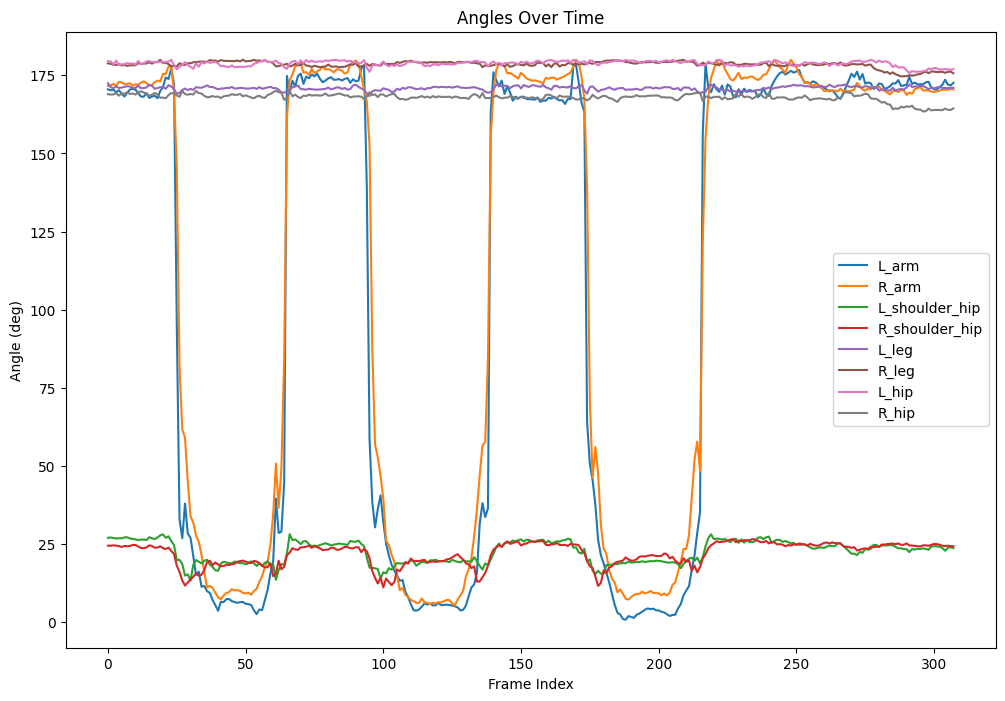 Angles Over Time
Angle (deg)
175
150
125
100
75
50
25
0
L_arm
R_arm
L_shoulder_hip
R_shoulder_hip
L_leg
R_leg
L_hip
R_hip
0 50 100 150 200 250 300
Frame Index